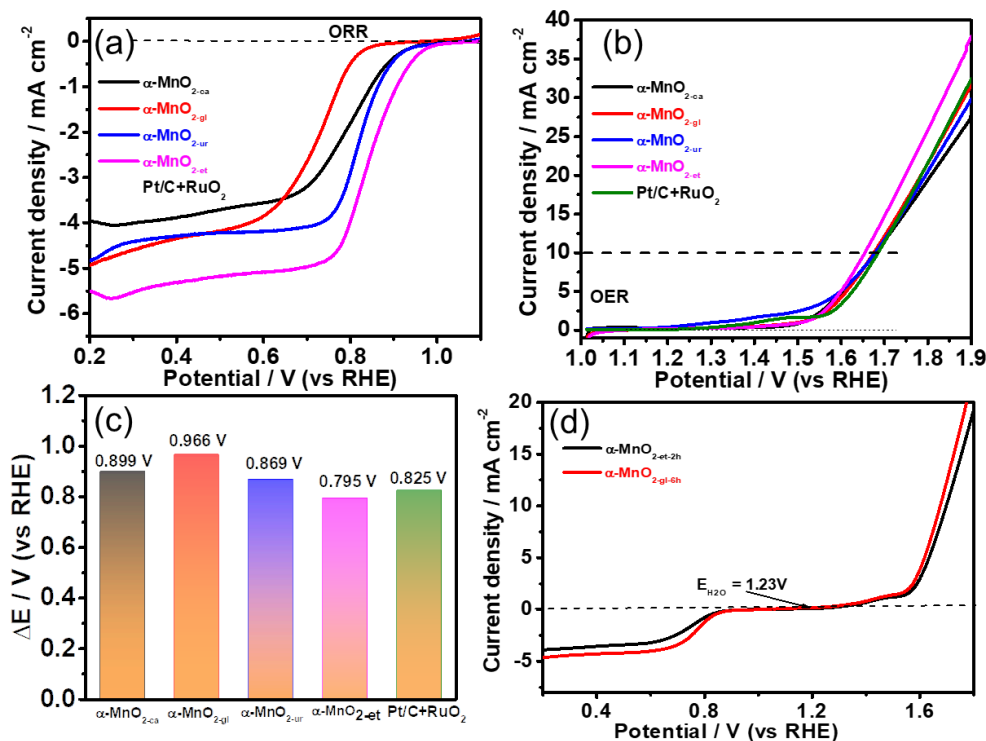 (a)
ORR
α-MnO2-ca
α-MnO2-gl
α-MnO2-ur
α-MnO2-et
Pt/C+RuO2
Current density / mA cm-2
0
-1
-2
-3
-4
-5
-6
0.2 0.4 0.6 0.8 1.0
Potential / V (vs RHE)
(b)
α-MnO2-ca
α-MnO2-gl
α-MnO2-ur
α-MnO2-et
Pt/C+RuO2
OER
Current density / mA cm-2
40
35
30
25
20
15
10
5
0
1.0 1.1 1.2 1.3 1.4 1.5 1.6 1.7 1.8 1.9
Potential / V (vs RHE)
(c)
ΔE / V (vs RHE)
1.2
1.0
0.8
0.6
0.4
0.2
0.0
0.899 V
0.966 V
0.869 V
0.795 V
0.825 V
α-MnO2-ca α-MnO2-gl α-MnO2-ur α-MnO2-et Pt/C+RuO2
(d)
α-MnO2-et-2h
α-MnO2-gl-6h
EH2O = 1.23V
Current density / mA cm-2
20
15
10
5
0
-5
0.4 0.8 1.2 1.6
Potential / V (vs RHE)